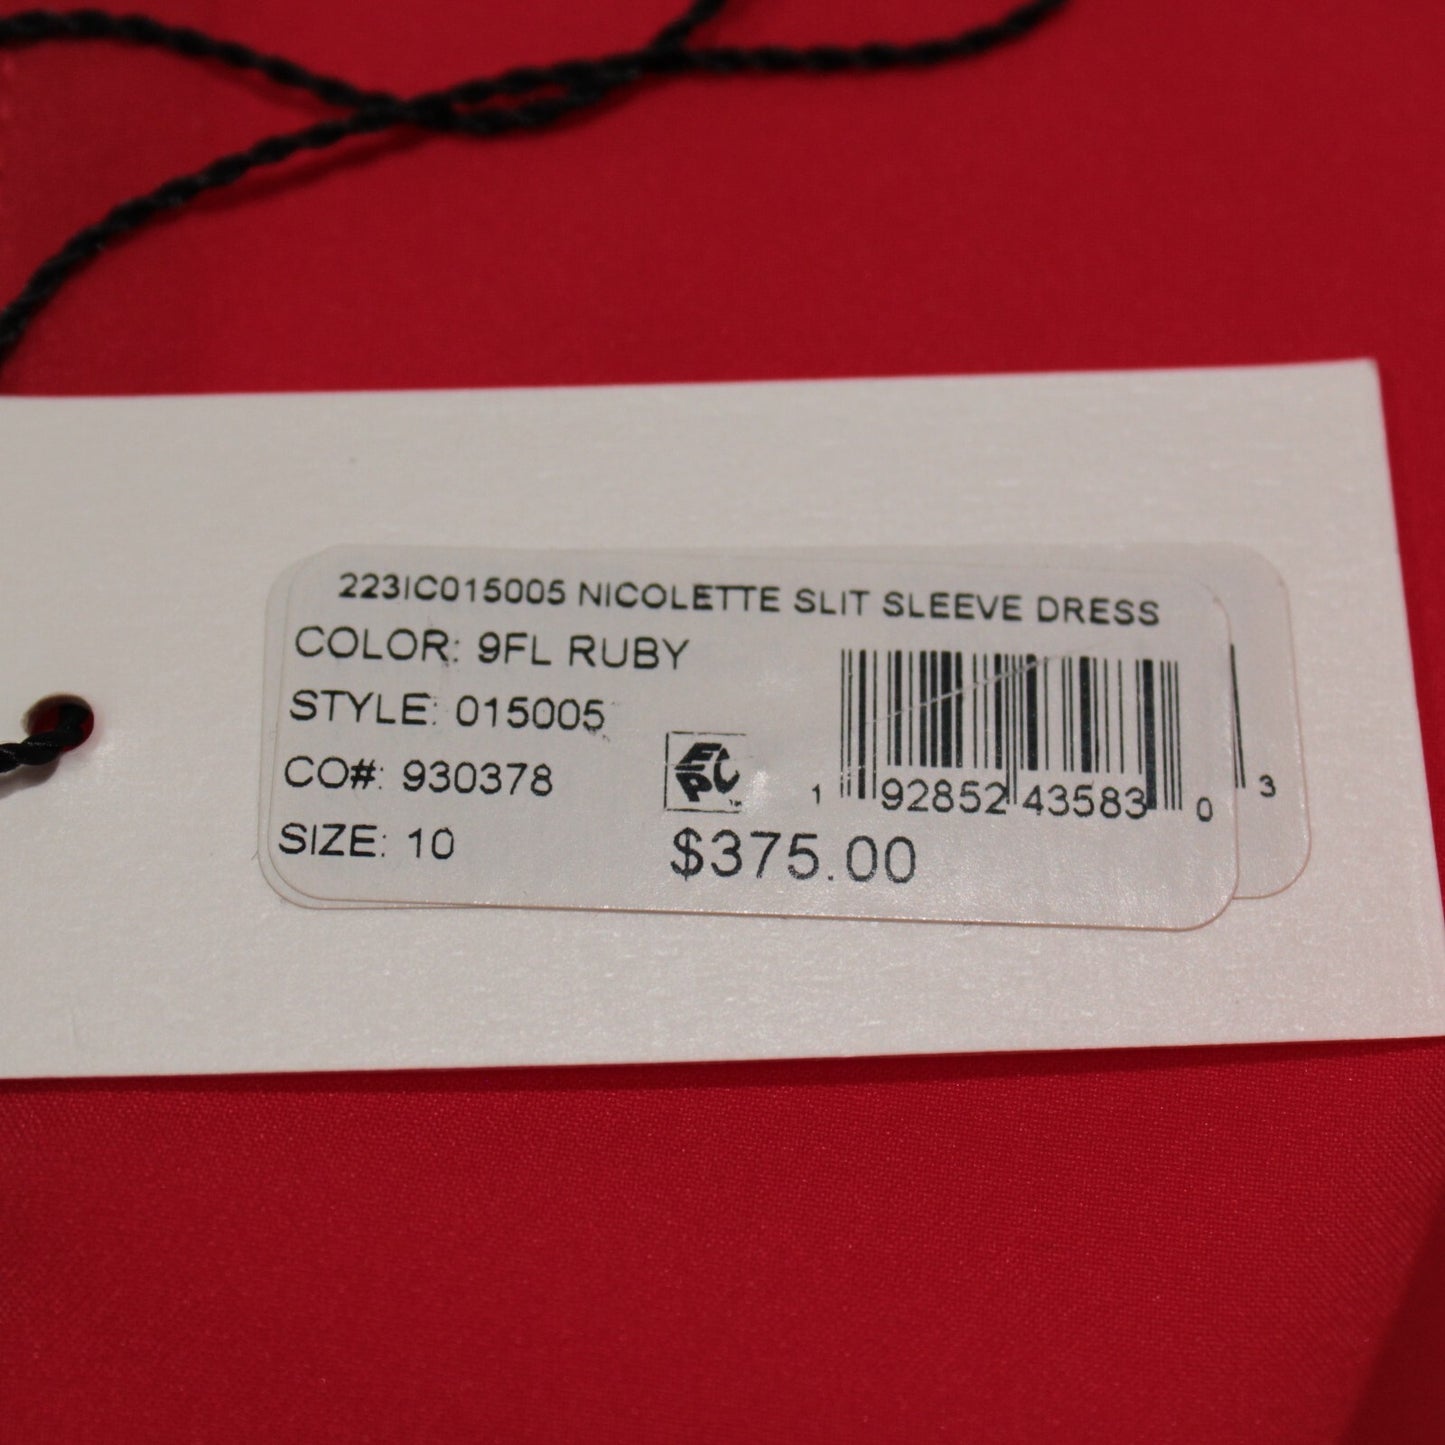 223IC015005 NICOLETTE SLIT SLEEVE DRESS
COLOR: 9FL RUBY
STYLE: 015005
CO#: 930378
SIZE: 10
EPC™
1 92852 43583 0
3
$375.00